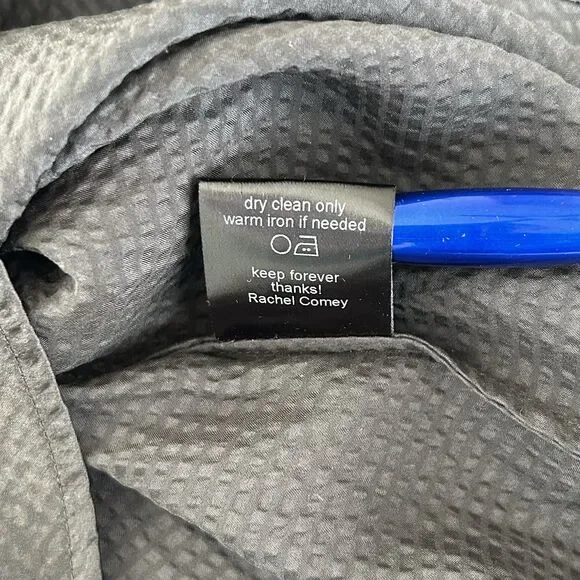 dry clean only
warm iron if needed
keep forever
thanks!
Rachel Comey